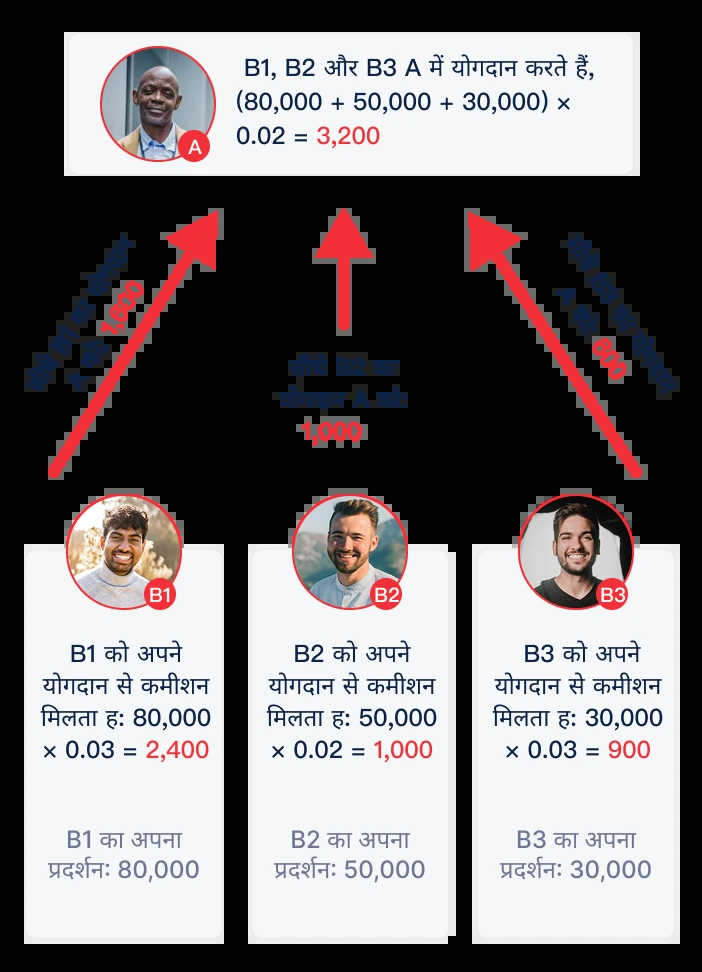 B1, B2 और B3 A में योगदान करते हैं,
(80,000 + 50,000 + 30,000) ×
0.02 = 3,200
A
1,000
600
1,000
B1
B2
B3
B1 को अपने
योगदान से कमीशन
मिलता ह: 80,000
× 0.03 = 2,400
B2 को अपने
योगदान से कमीशन
मिलता ह: 50,000
× 0.02 = 1,000
B3 को अपने
योगदान से कमीशन
मिलता ह: 30,000
× 0.03 = 900
B1 का अपना
प्रदर्शन: 80,000
B2 का अपना
प्रदर्शन: 50,000
B3 का अपना
प्रदर्शन: 30,000